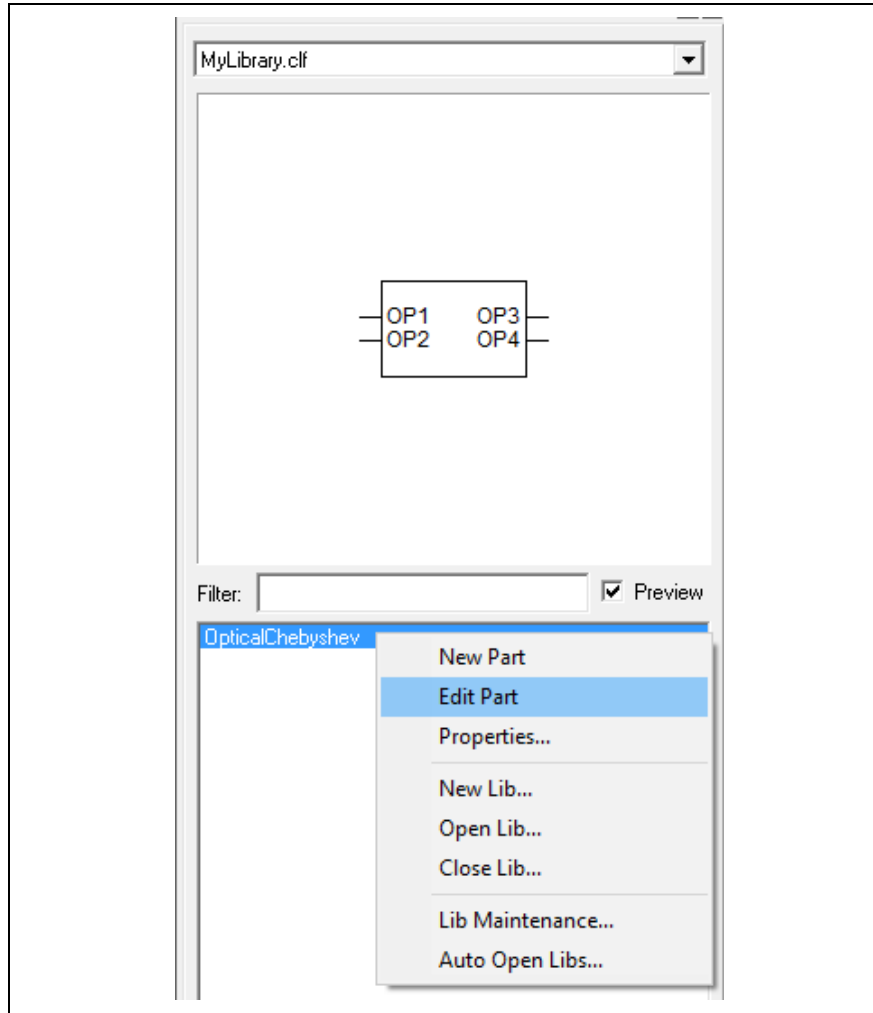 MyLibrary.clf
OP1 OP3
OP2 OP4
Filter: Preview
OpticalChebyshev
New Part
Edit Part
Properties...
New Lib...
Open Lib...
Close Lib...
Lib Maintenance...
Auto Open Libs...